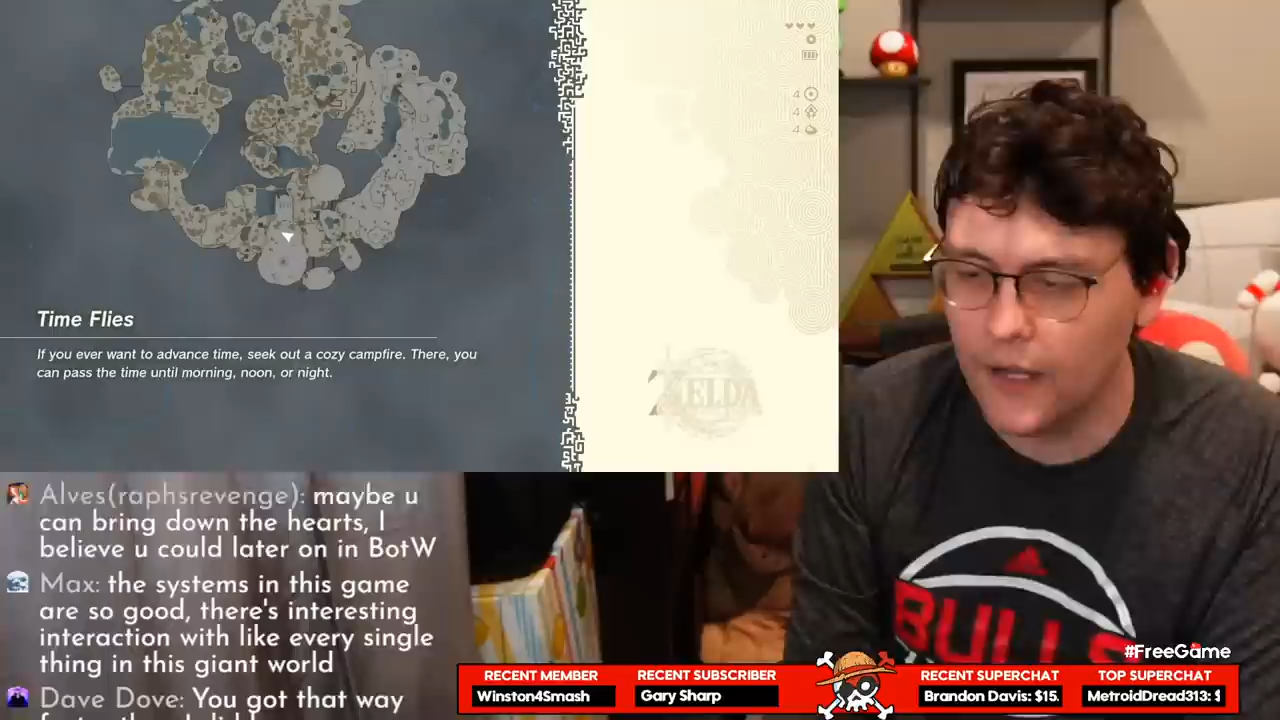 4
4
4
Time Flies
If you ever want to advance time, seek out a cozy campfire. There, you
can pass the time until morning, noon, or night.
ZELDA
Alves(raphsrevenge): maybe u
can bring down the hearts, I
believe u could later on in BotW
Max: the systems in this game
are so good, there's interesting
interaction with like every single
thing in this giant world
Dave Dove: You got that way
BULLS
#FreeGame
RECENT MEMBER
Winston4Smash
RECENT SUBSCRIBER
Gary Sharp
RECENT SUPERCHAT
Brandon Davis: $15.
TOP SUPERCHAT
MetroidDread313: $